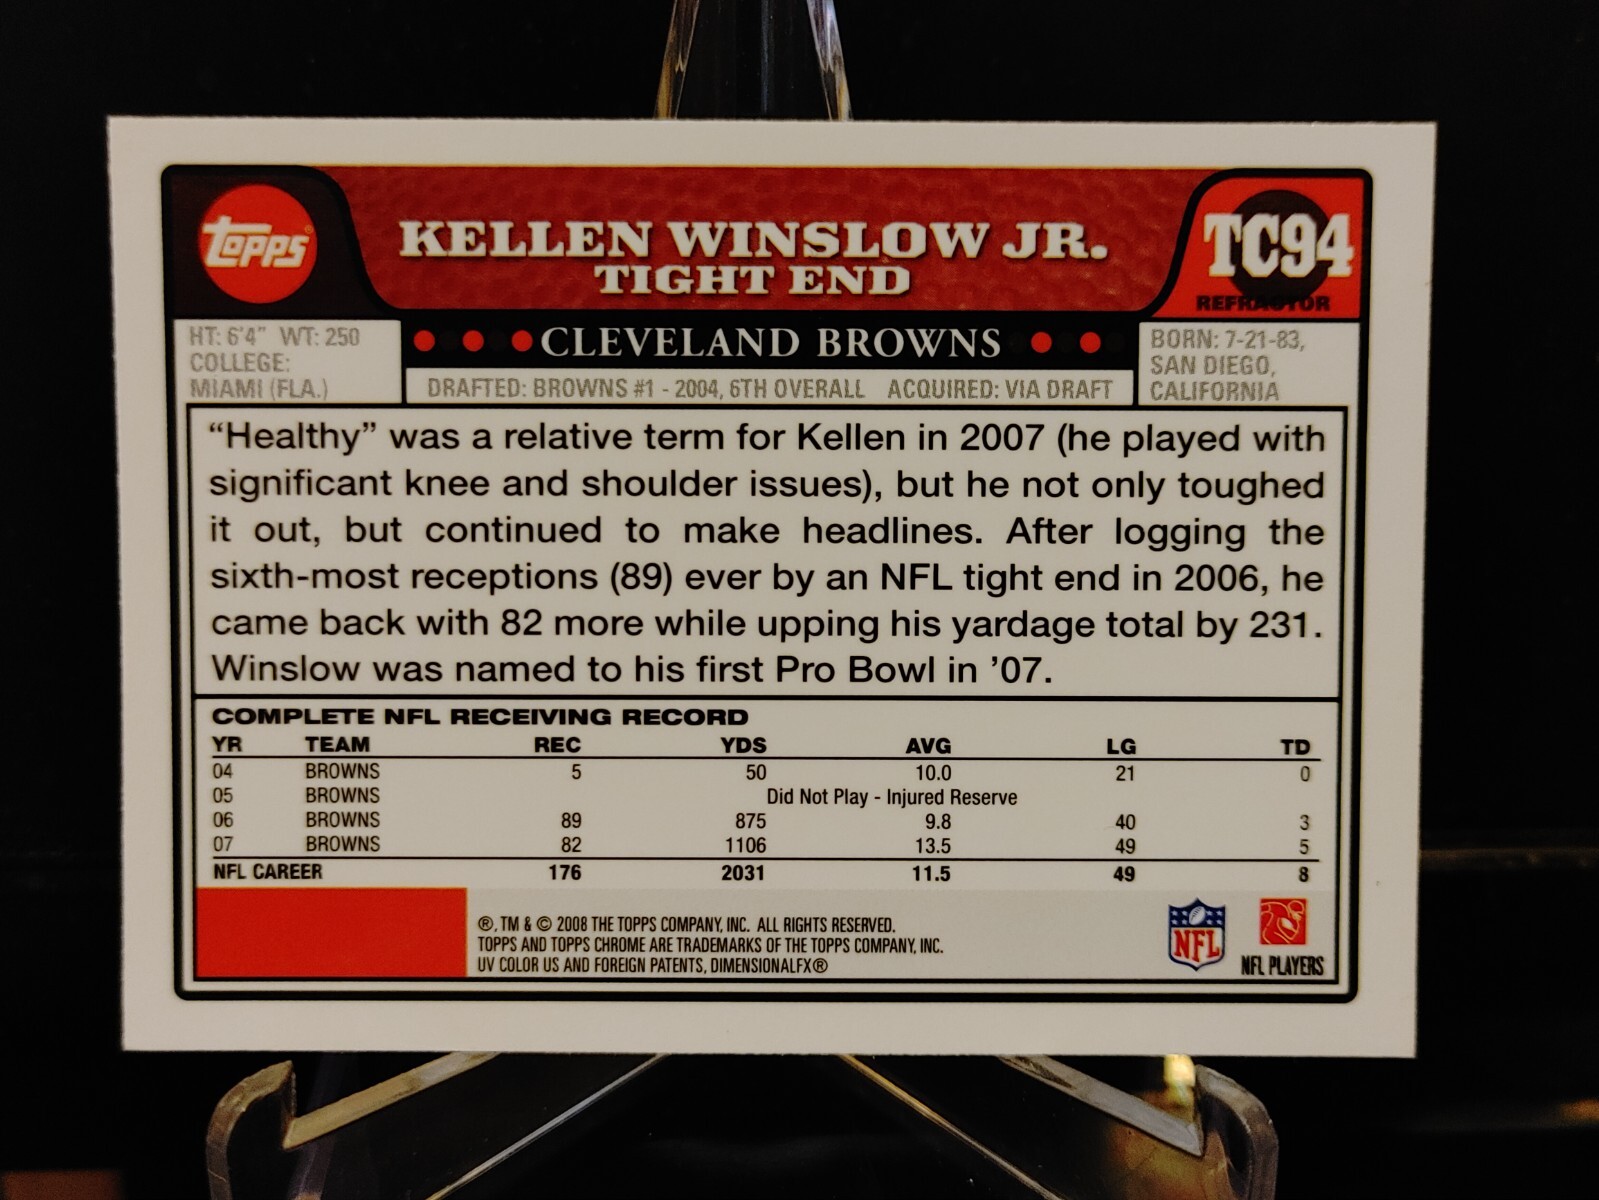 topps
KELLEN WINSLOW JR.
TIGHT END
TC94
REFRACTOR
HT: 6'4" WT: 250
COLLEGE:
MIAMI (FLA.)
CLEVELAND BROWNS
DRAFTED: BROWNS #1 - 2004, 6TH OVERALL ACQUIRED: VIA DRAFT
BORN: 7-21-83,
SAN DIEGO,
CALIFORNIA
“Healthy” was a relative term for Kellen in 2007 (he played with
significant knee and shoulder issues), but he not only toughed
it out, but continued to make headlines. After logging the
sixth-most receptions (89) ever by an NFL tight end in 2006, he
came back with 82 more while upping his yardage total by 231.
Winslow was named to his first Pro Bowl in ’07.
COMPLETE NFL RECEIVING RECORD
YR TEAM REC YDS AVG LG TD
04 BROWNS 5 50 10.0 21 0
05 BROWNS Did Not Play - Injured Reserve
06 BROWNS 89 875 9.8 40 3
07 BROWNS 82 1106 13.5 49 5
NFL CAREER 176 2031 11.5 49 8
®, TM & © 2008 THE TOPPS COMPANY, INC. ALL RIGHTS RESERVED.
TOPPS AND TOPPS CHROME ARE TRADEMARKS OF THE TOPPS COMPANY, INC.
UV COLOR US AND FOREIGN PATENTS, DIMENSIONALFX®
NFL
NFL PLAYERS